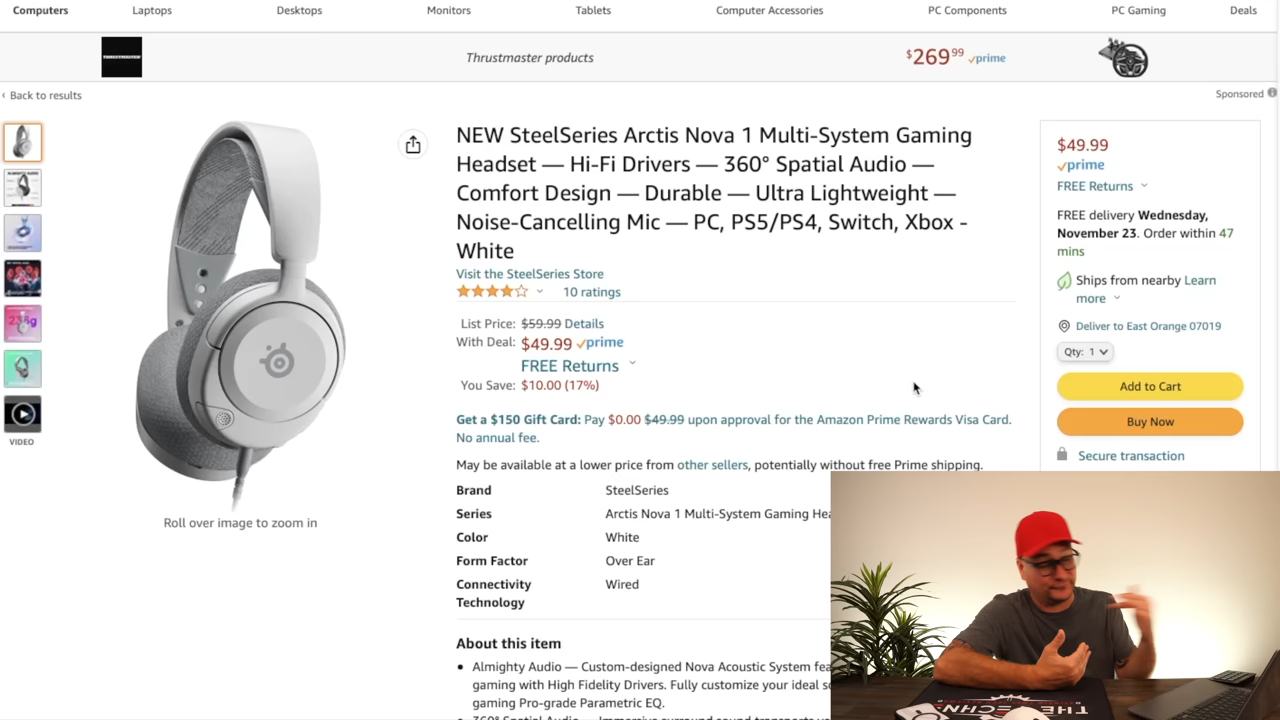 Computers Laptops Desktops Monitors Tablets Computer Accessories PC Components PC Gaming Deals
THRUSTMASTER Thrustmaster products $269 99 prime
‹ Back to results Sponsored
NEW SteelSeries Arctis Nova 1 Multi-System Gaming
Headset — Hi-Fi Drivers — 360° Spatial Audio —
Comfort Design — Durable — Ultra Lightweight —
Noise-Cancelling Mic — PC, PS5/PS4, Switch, Xbox -
White
Visit the SteelSeries Store
10 ratings
List Price: $59.99 Details
With Deal: $49.99 prime
FREE Returns
You Save: $10.00 (17%)
Get a $150 Gift Card: Pay $0.00 $49.99 upon approval for the Amazon Prime Rewards Visa Card.
No annual fee.
May be available at a lower price from other sellers, potentially without free Prime shipping.
Brand SteelSeries
Series Arctis Nova 1 Multi-System Gaming Hea
Color White
Form Factor Over Ear
Connectivity Wired
Technology
About this item
• Almighty Audio — Custom-designed Nova Acoustic System fea
gaming with High Fidelity Drivers. Fully customize your ideal s
gaming Pro-grade Parametric EQ.
ALMIGHTY AUDIO
VIDEO
Roll over image to zoom in
$49.99
prime
FREE Returns
FREE delivery Wednesday,
November 23. Order within 47
mins
Ships from nearby Learn
more
Deliver to East Orange 07019
Qty: 1
Add to Cart
Buy Now
Secure transaction